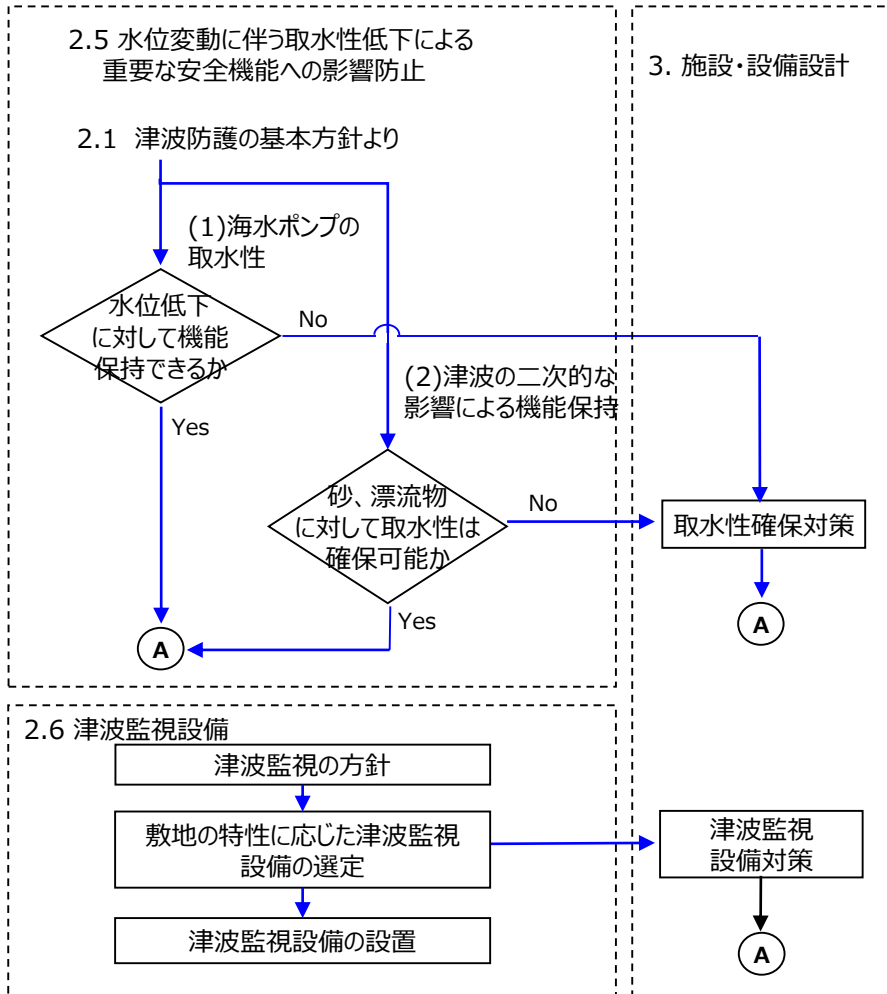 2.5 水位変動に伴う取水性低下による
重要な安全機能への影響防止
3. 施設・設備設計
2.1 津波防護の基本方針より
(1)海水ポンプの
取水性
水位低下
に対して機能
保持できるか
No
Yes
(2)津波の二次的な
影響による機能保持
砂、漂流物
に対して取水性は
確保可能か
No
Yes
取水性確保対策
A
A
2.6 津波監視設備
津波監視の方針
敷地の特性に応じた津波監視
設備の選定
津波監視設備の設置
津波監視
設備対策
A